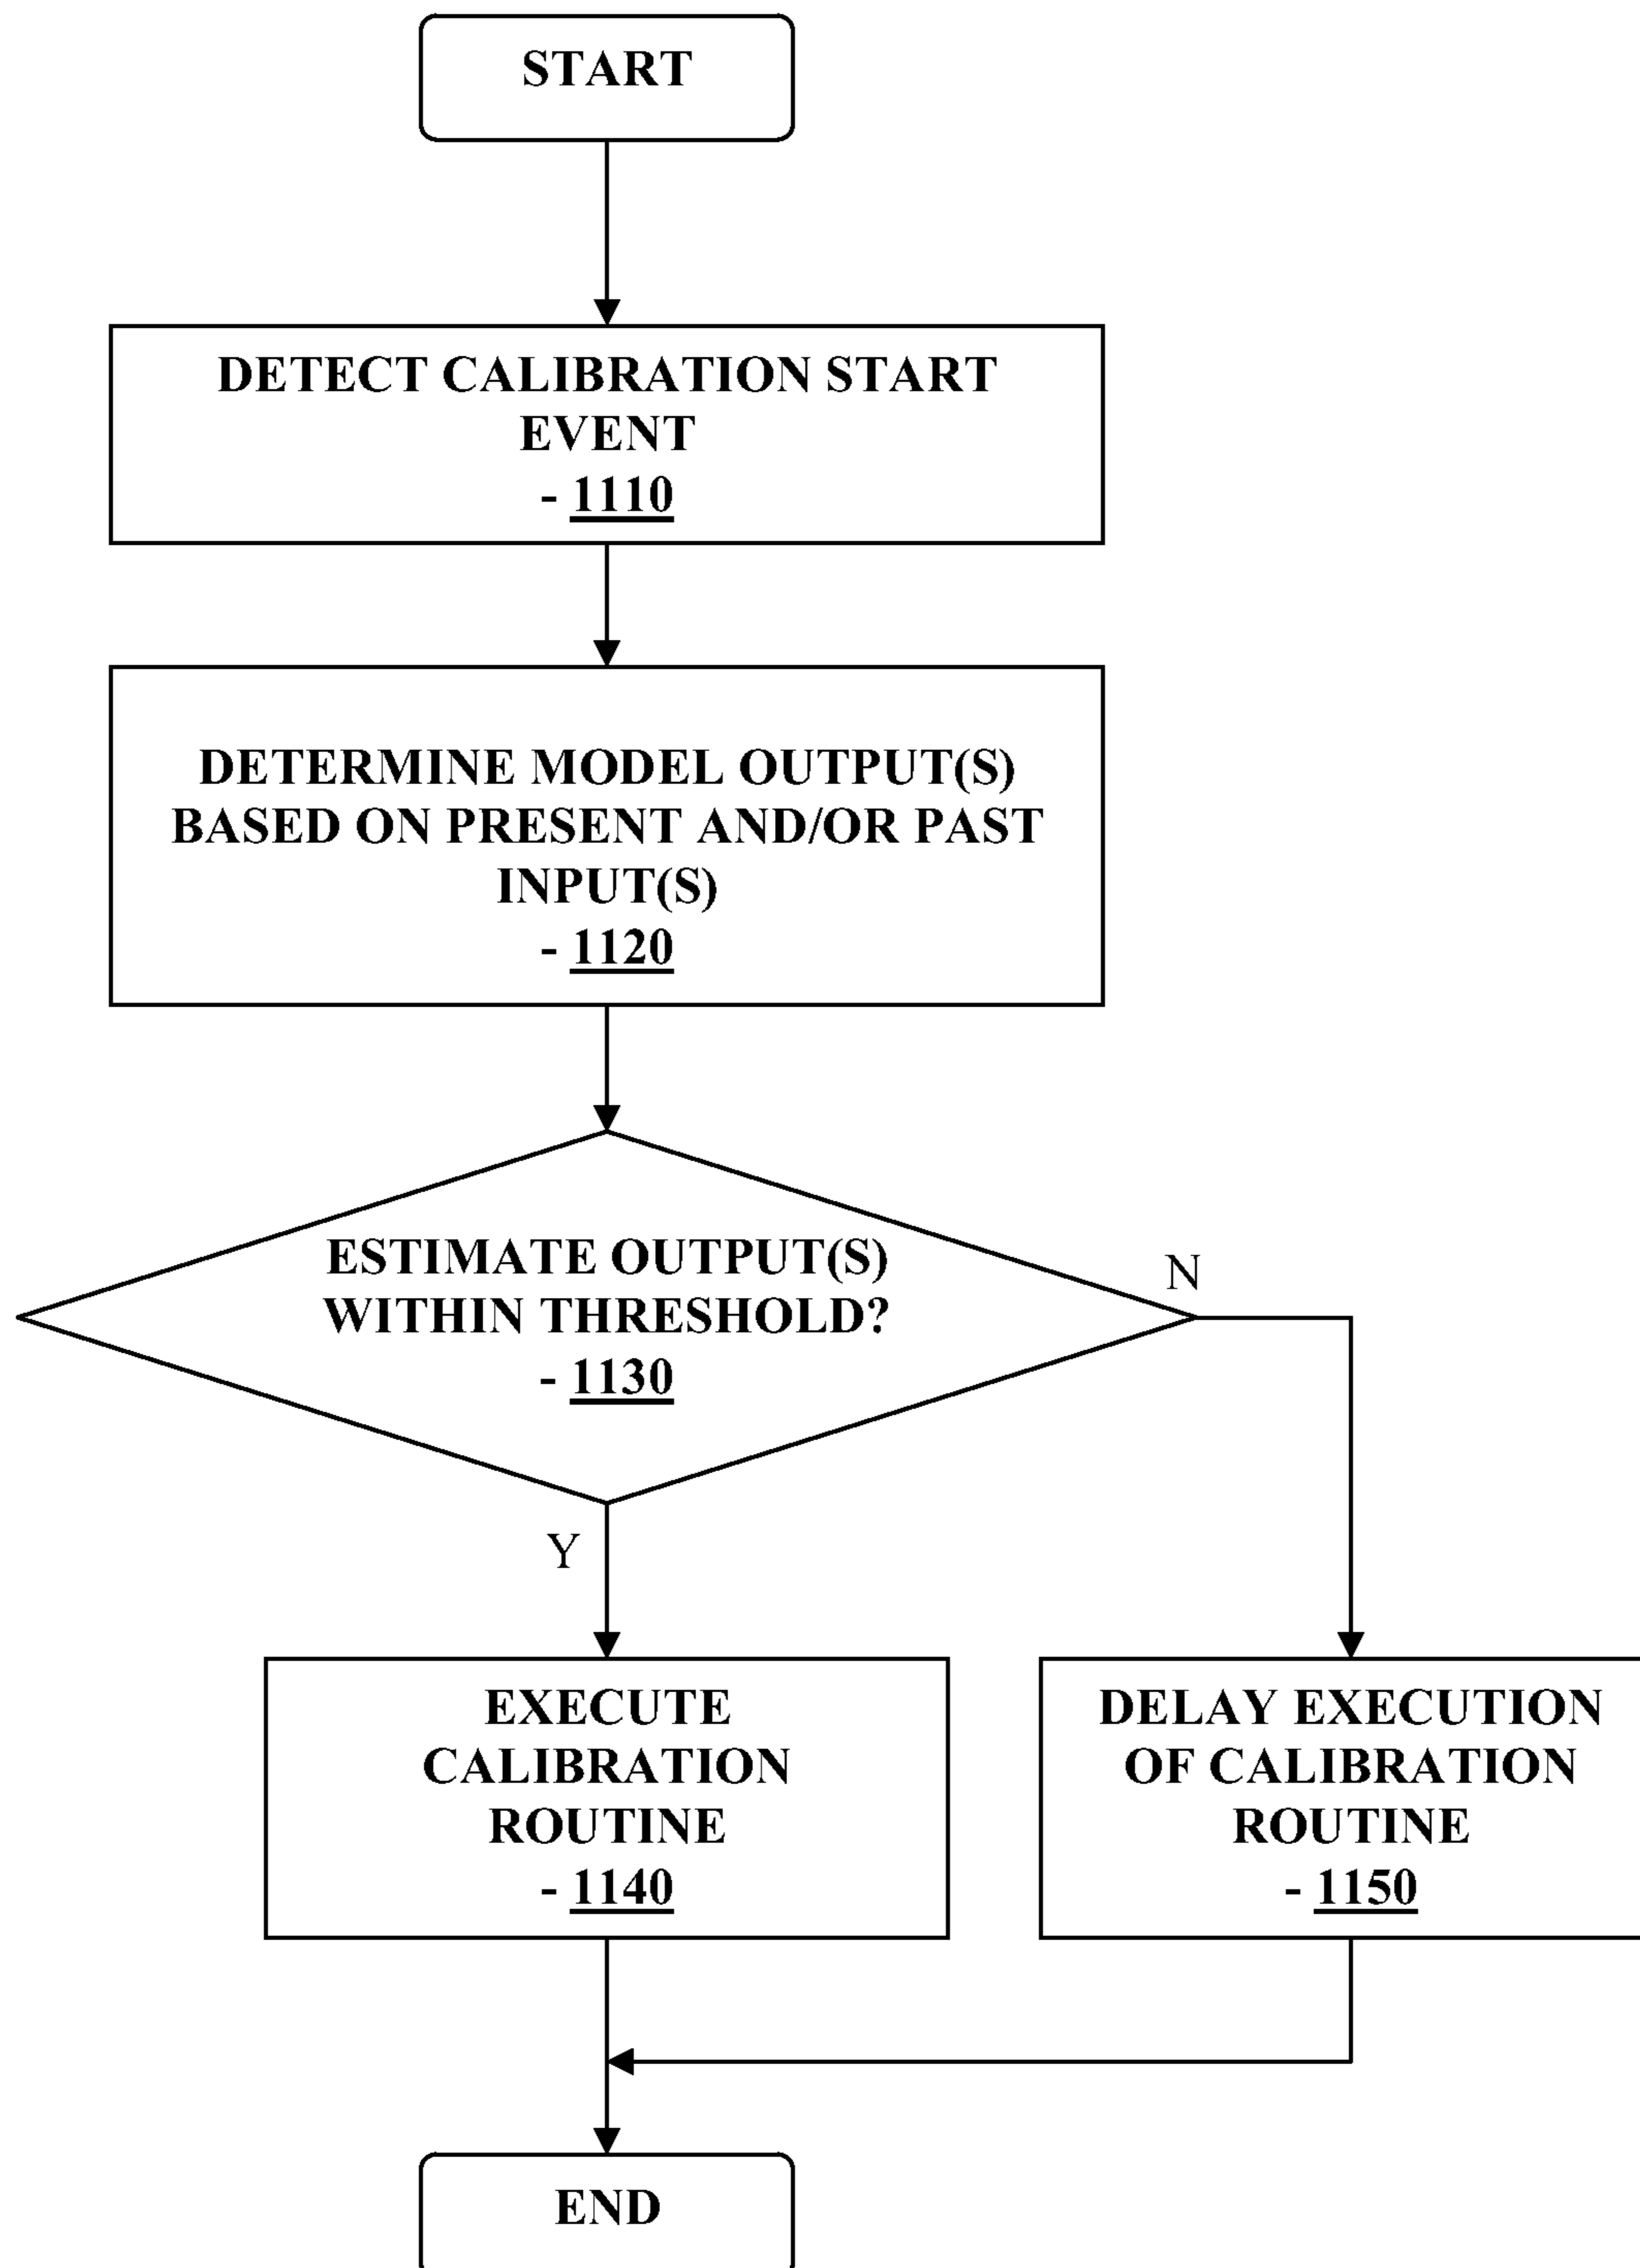 START
DETECT CALIBRATION START
EVENT
- 1110
DETERMINE MODEL OUTPUT(S)
BASED ON PRESENT AND/OR PAST
INPUT(S)
- 1120
ESTIMATE OUTPUT(S)
WITHIN THRESHOLD?
- 1130
N
Y
EXECUTE
CALIBRATION
ROUTINE
- 1140
DELAY EXECUTION
OF CALIBRATION
ROUTINE
- 1150
END